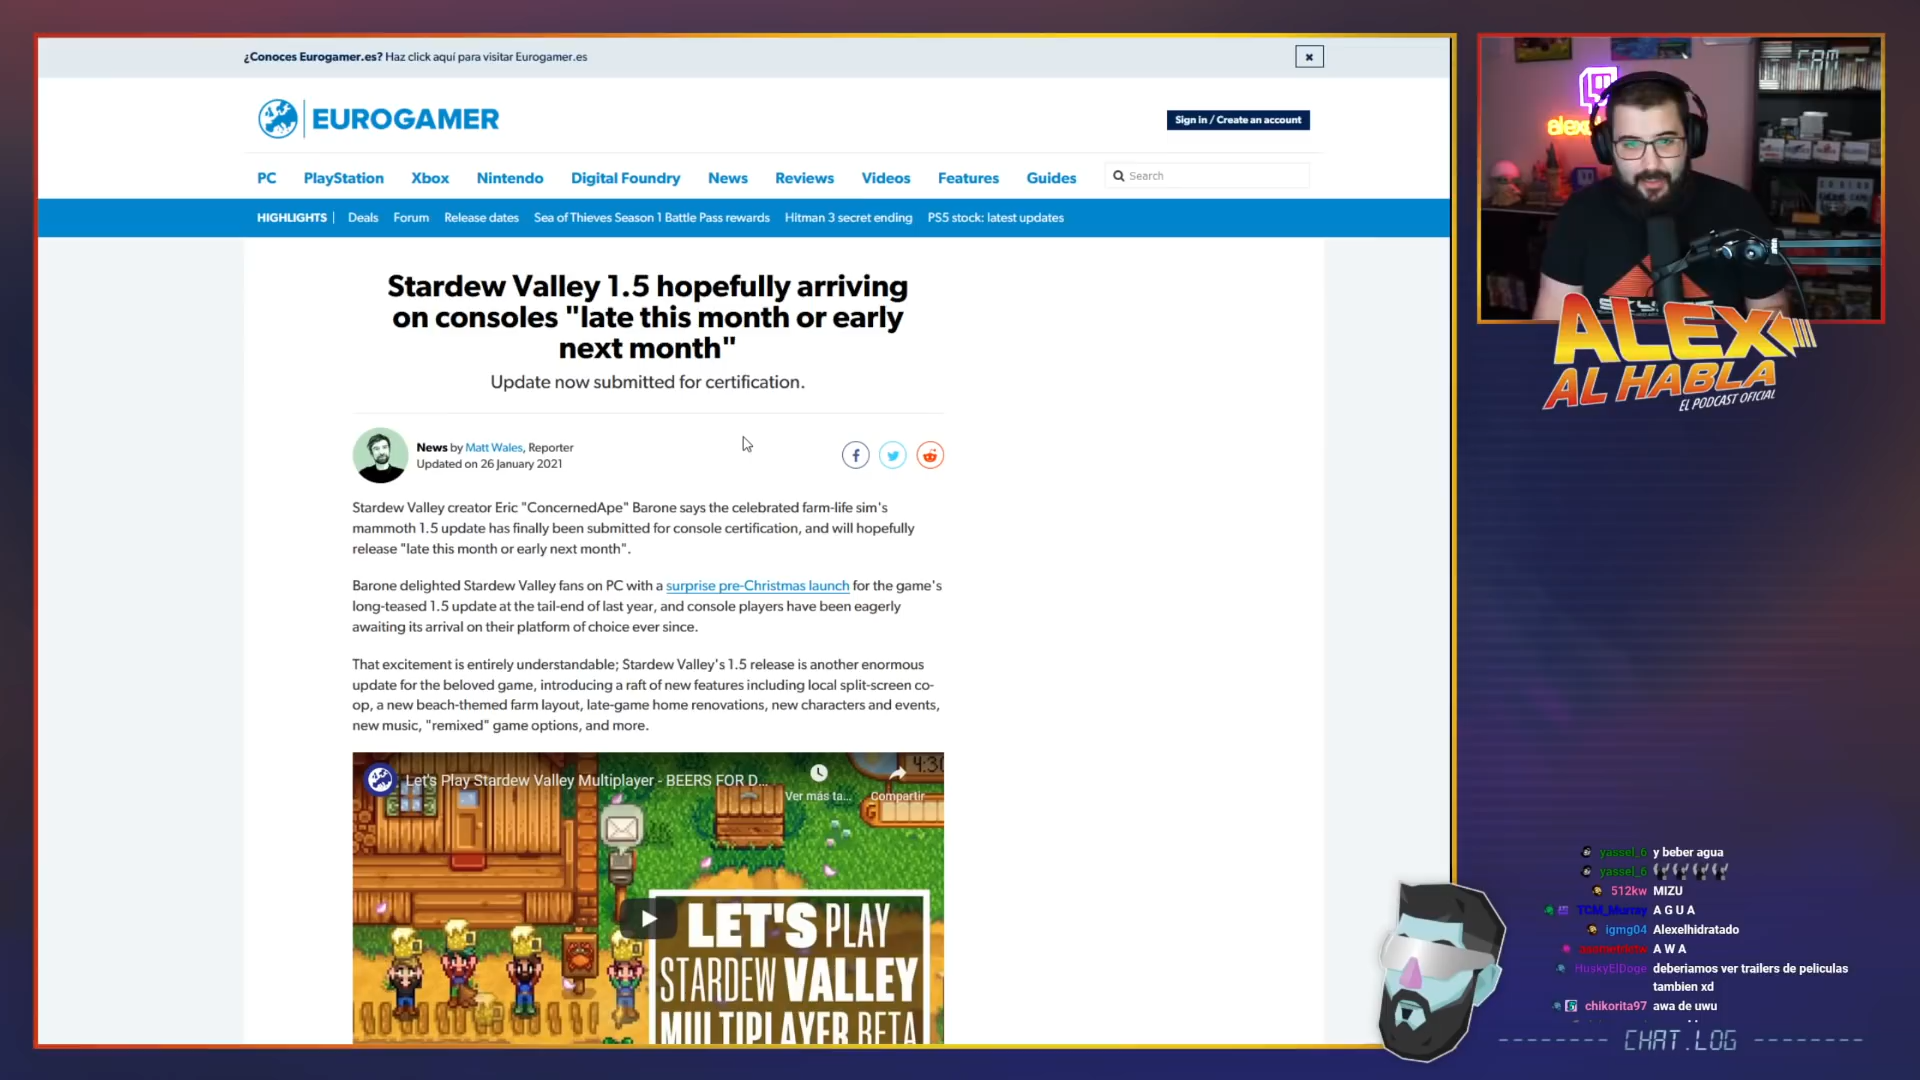 ¿Conoces Eurogamer.es? Haz click aquí para visitar Eurogamer.es
EUROGAMER
Sign in / Create an account
PC PlayStation Xbox Nintendo Digital Foundry News Reviews Videos Features Guides Search
HIGHLIGHTS Deals Forum Release dates Sea of Thieves Season 1 Battle Pass rewards Hitman 3 secret ending PS5 stock: latest updates
Stardew Valley 1.5 hopefully arriving
on consoles "late this month or early
next month"
Update now submitted for certification.
News by Matt Wales, Reporter
Updated on 26 January 2021
Stardew Valley creator Eric "ConcernedApe" Barone says the celebrated farm-life sim's
mammoth 1.5 update has finally been submitted for console certification, and will hopefully
release "late this month or early next month".
Barone delighted Stardew Valley fans on PC with a surprise pre-Christmas launch for the game's
long-teased 1.5 update at the tail-end of last year, and console players have been eagerly
awaiting its arrival on their platform of choice ever since.
That excitement is entirely understandable; Stardew Valley's 1.5 release is another enormous
update for the beloved game, introducing a raft of new features including local split-screen co-
op, a new beach-themed farm layout, late-game home renovations, new characters and events,
new music, "remixed" game options, and more.
Let's Play Stardew Valley Multiplayer - BEERS FOR D...
Ver más ta...
Compartir
4:30
LET'S PLAY
STARDEW VALLEY
MULTIPLAYER BETA
CAM
ALEX
AL HABLA
EL PODCAST OFICIAL
yassel_6 y beber agua
yassel_6
512kw MIZU
TCM_Murray A G U A
igmg04 Alexelhidratado
A W A
HuskyElDoge deberiamos ver trailers de peliculas
tambien xd
chikorita97 awa de uwu
CHAT.LOG